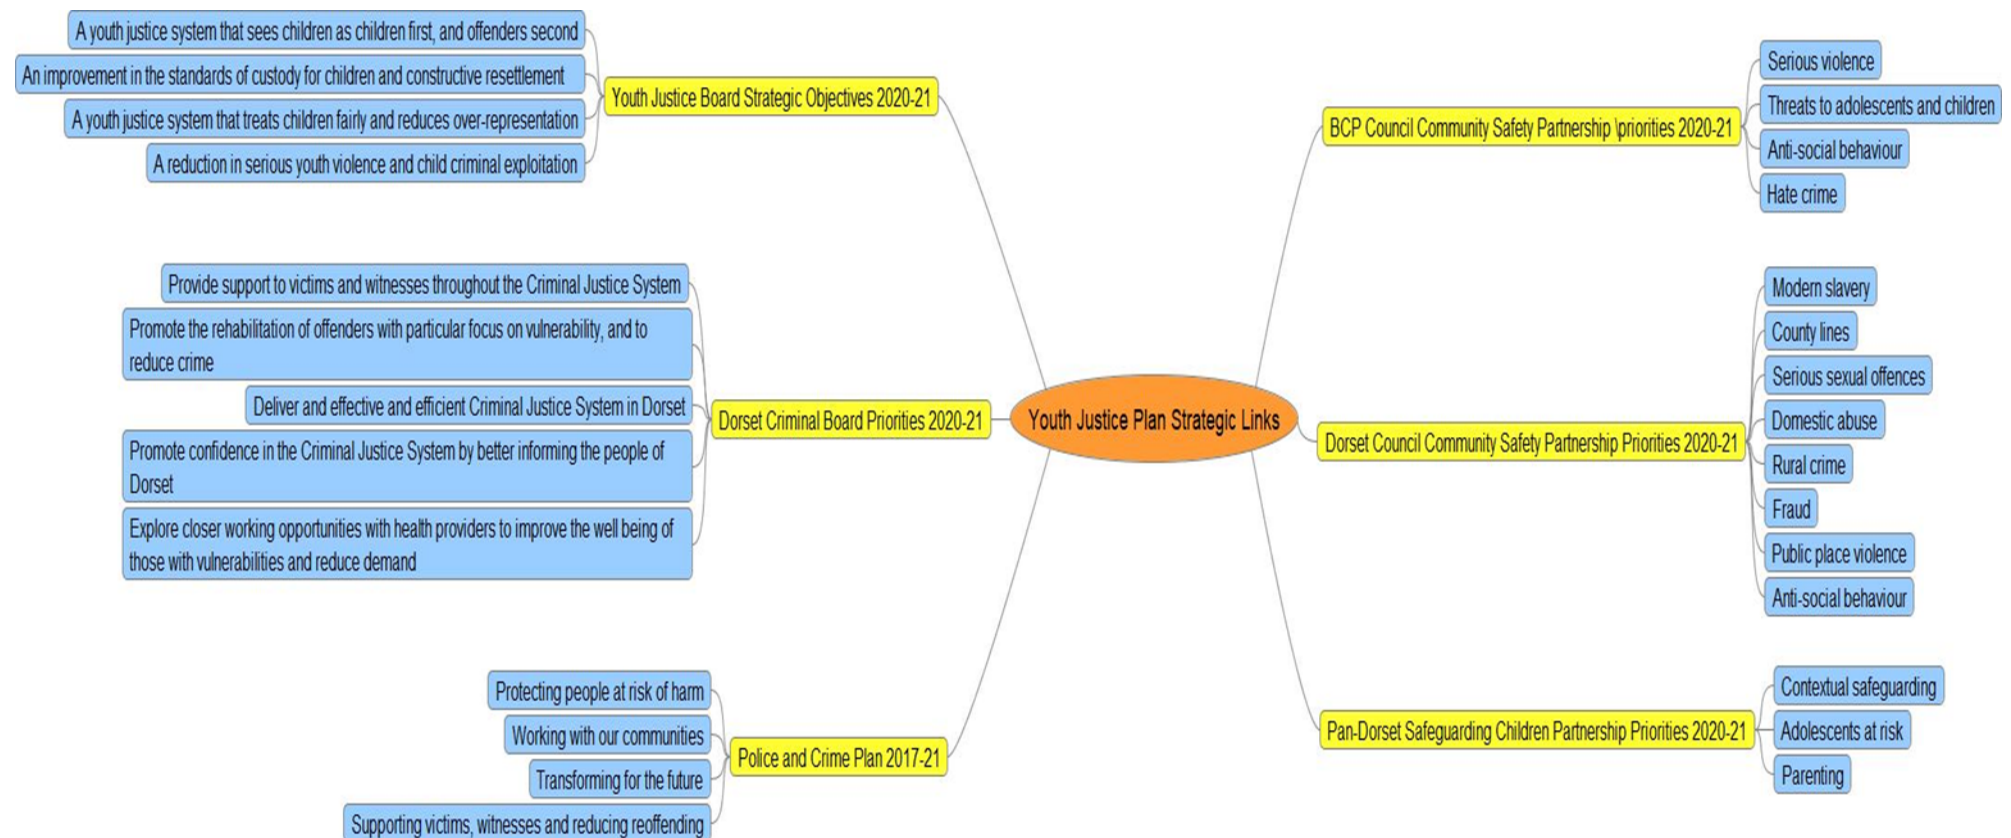 A youth justice system that sees children as children first, and offenders second
An improvement in the standards of custody for children and constructive resettlement
A youth justice system that treats children fairly and reduces over-representation
A reduction in serious youth violence and child criminal exploitation
Youth Justice Board Strategic Objectives 2020-21
Provide support to victims and witnesses throughout the Criminal Justice System
Promote the rehabilitation of offenders with particular focus on vulnerability, and to
reduce crime
Deliver and effective and efficient Criminal Justice System in Dorset
Promote confidence in the Criminal Justice System by better informing the people of
Dorset
Explore closer working opportunities with health providers to improve the well being of
those with vulnerabilities and reduce demand
Dorset Criminal Board Priorities 2020-21
Protecting people at risk of harm
Working with our communities
Transforming for the future
Supporting victims, witnesses and reducing reoffending
Police and Crime Plan 2017-21
Youth Justice Plan Strategic Links
BCP Council Community Safety Partnership \priorities 2020-21
Serious violence
Threats to adolescents and children
Anti-social behaviour
Hate crime
Dorset Council Community Safety Partnership Priorities 2020-21
Modern slavery
County lines
Serious sexual offences
Domestic abuse
Rural crime
Fraud
Public place violence
Anti-social behaviour
Pan-Dorset Safeguarding Children Partnership Priorities 2020-21
Contextual safeguarding
Adolescents at risk
Parenting